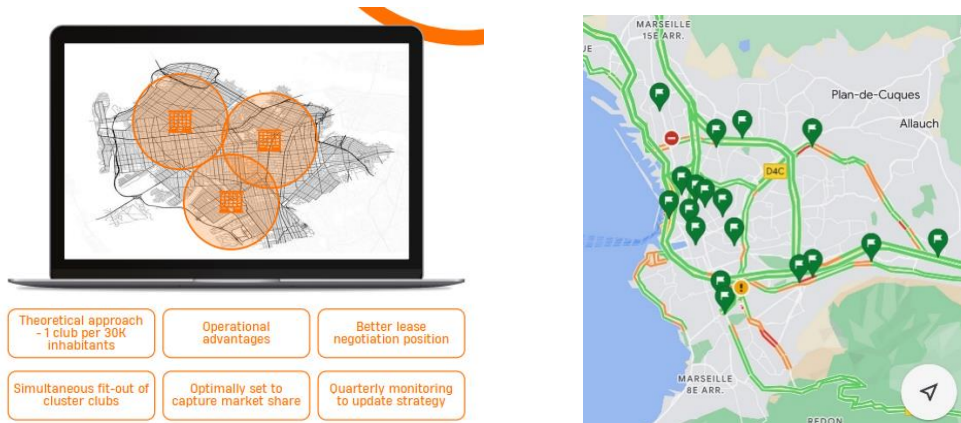 Theoretical approach
- 1 club per 30K
inhabitants
Operational
advantages
Better lease
negotiation position
Simultaneous fit-out of
cluster clubs
Optimally set to
capture market share
Quarterly monitoring
to update strategy
MARSEILLE
15E ARR.
UE
Plan-de-Cuques
Allauch
D4C
MARSEILLE
8E ARR.
REDON